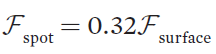 ℱ_spot = 0.32ℱ_surface